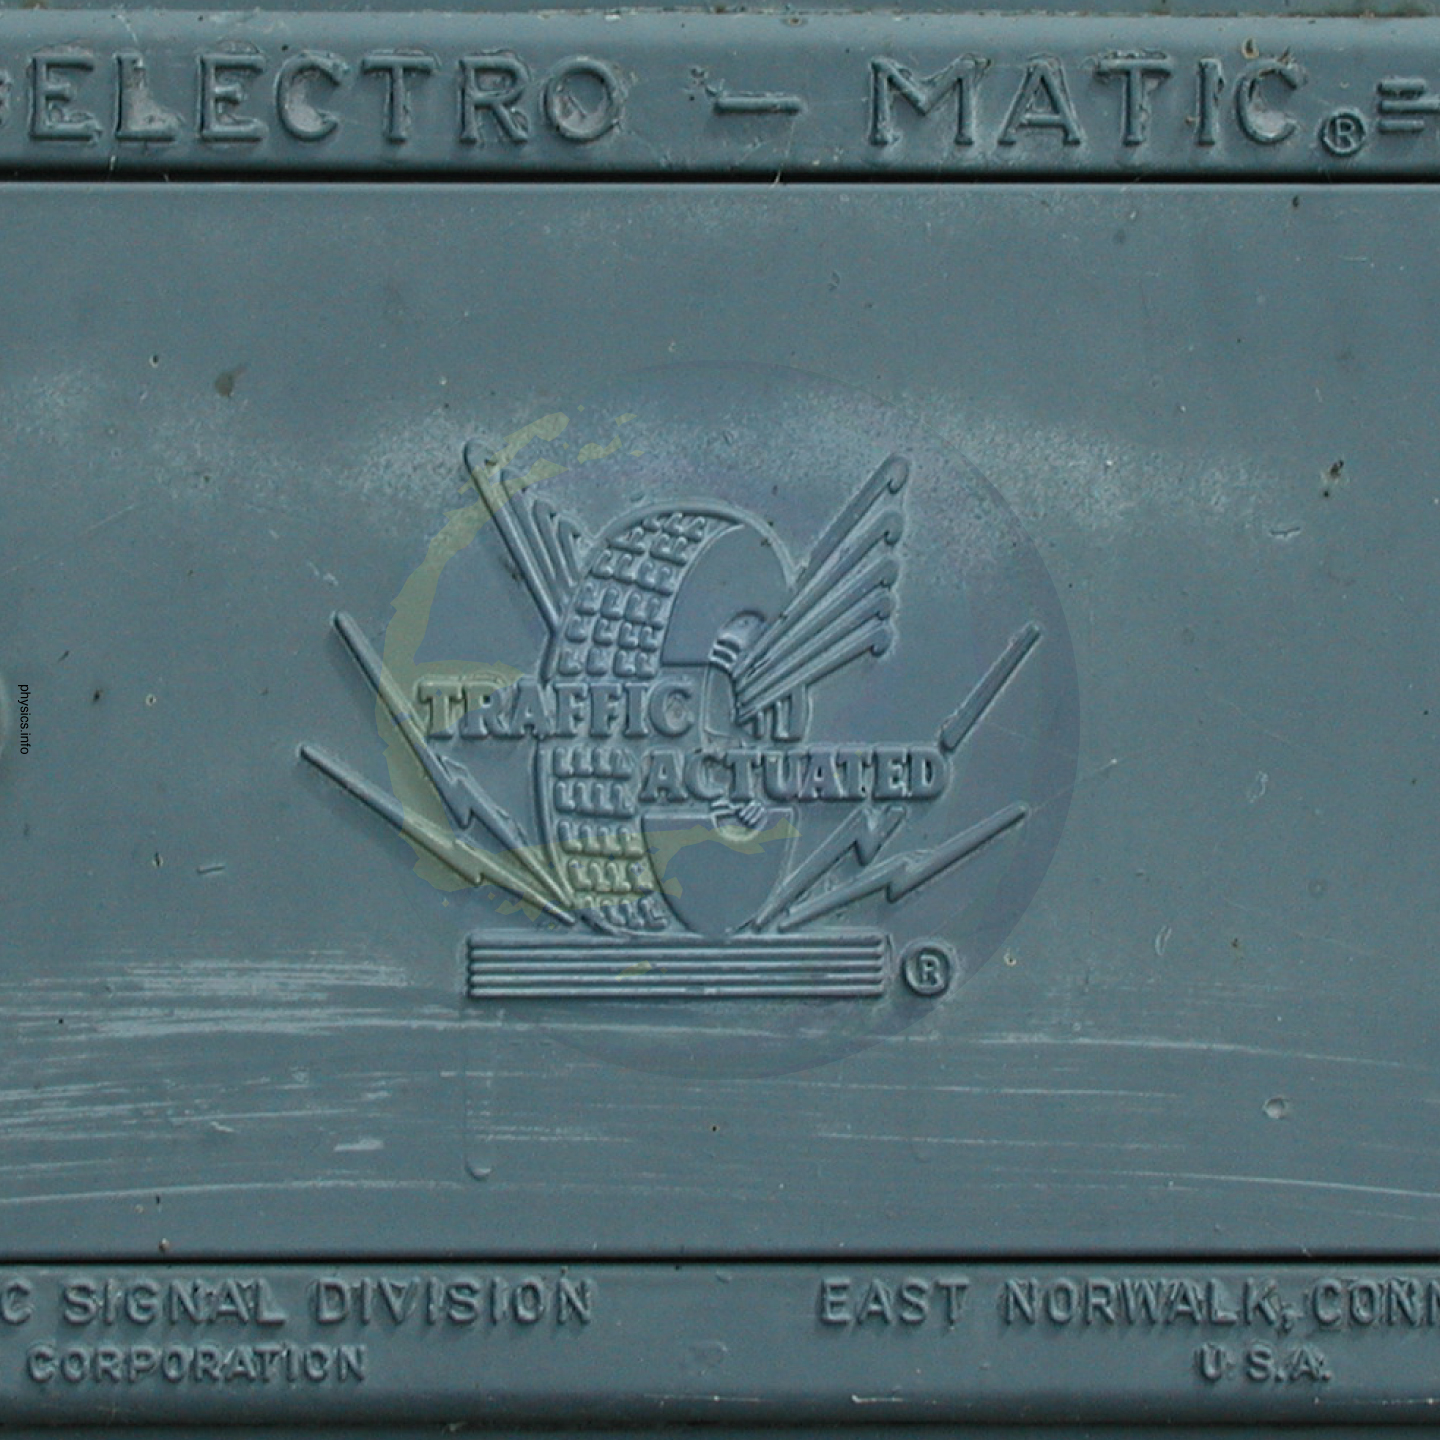 ELECTRO — MATIC®
TRAFFIC
ACTUATED
®
physics.info
C SIGNAL DIVISION EAST NORWALK, CONN
CORPORATION U.S.A.